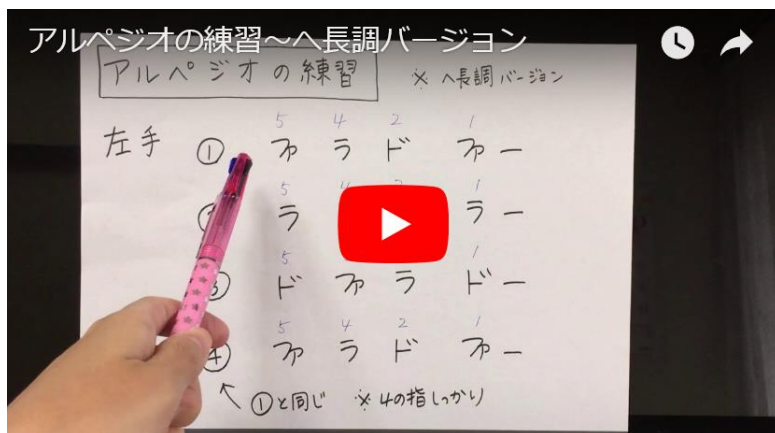 アルペジオの練習～ヘ長調バージョン
アルペジオの練習 ※ ヘ長調バージョン
5 4 2 1
左手 ① ファ ラ ド ファー
5 1
ラ ラー
5 1
ド ファ ラ ドー
5 4 2 1
④ ファ ラ ド ファー
↖ ①と同じ ※ 4の指しっかり